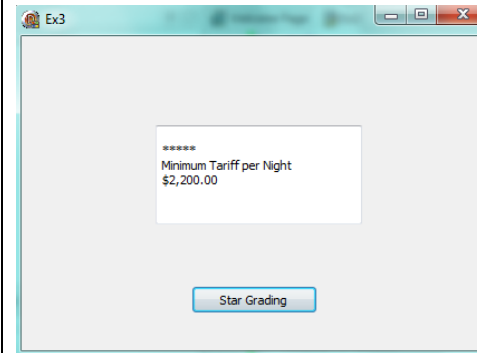 Ex3
*****
Minimum Tariff per Night
$2,200.00
Star Grading